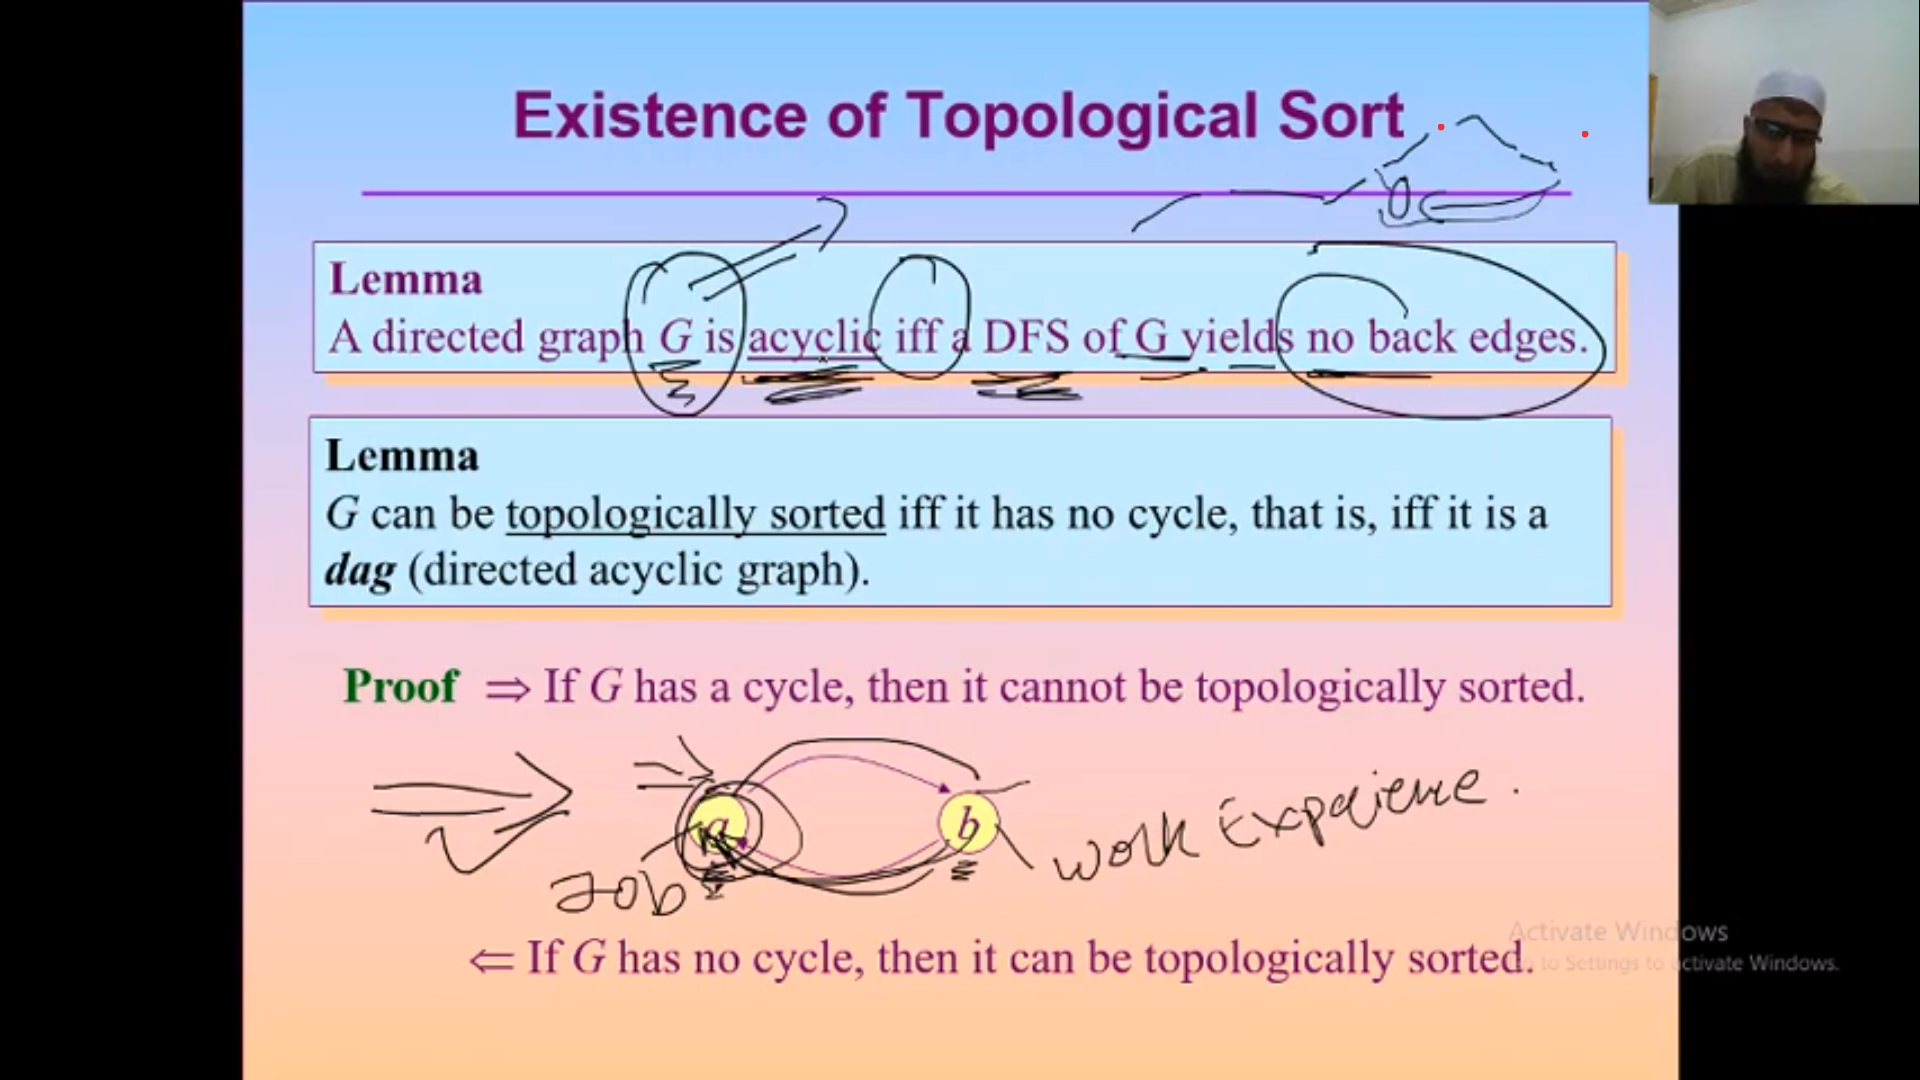 Existence of Topological Sort
Lemma
A directed graph G is acyclic iff a DFS of G yields no back edges.
Lemma
G can be topologically sorted iff it has no cycle, that is, iff it is a
dag (directed acyclic graph).
Proof ⇒ If G has a cycle, then it cannot be topologically sorted.
a
b
Job
Work Experience.
⇐ If G has no cycle, then it can be topologically sorted.
Activate Windows
Go to Settings to activate Windows.